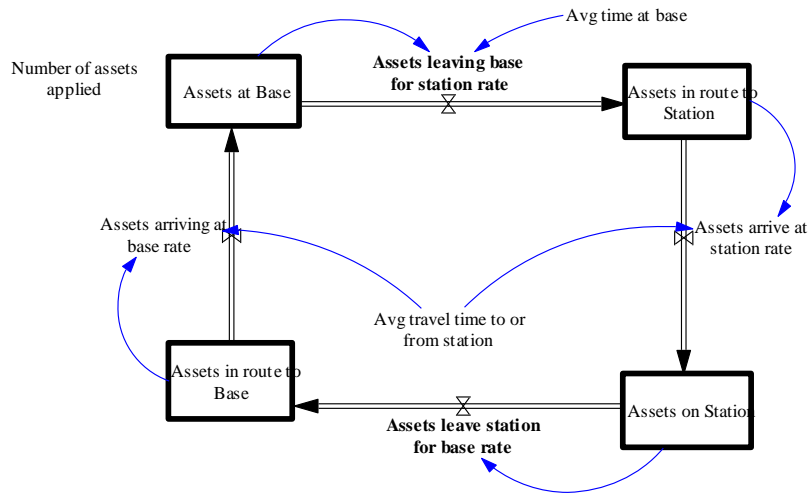 Avg time at base
Number of assets
applied
Assets leaving base
for station rate
Assets at Base
Assets in route to
Station
Assets arriving at
base rate
Assets arrive at
station rate
Avg travel time to or
from station
Assets in route to
Base
Assets on Station
Assets leave station
for base rate